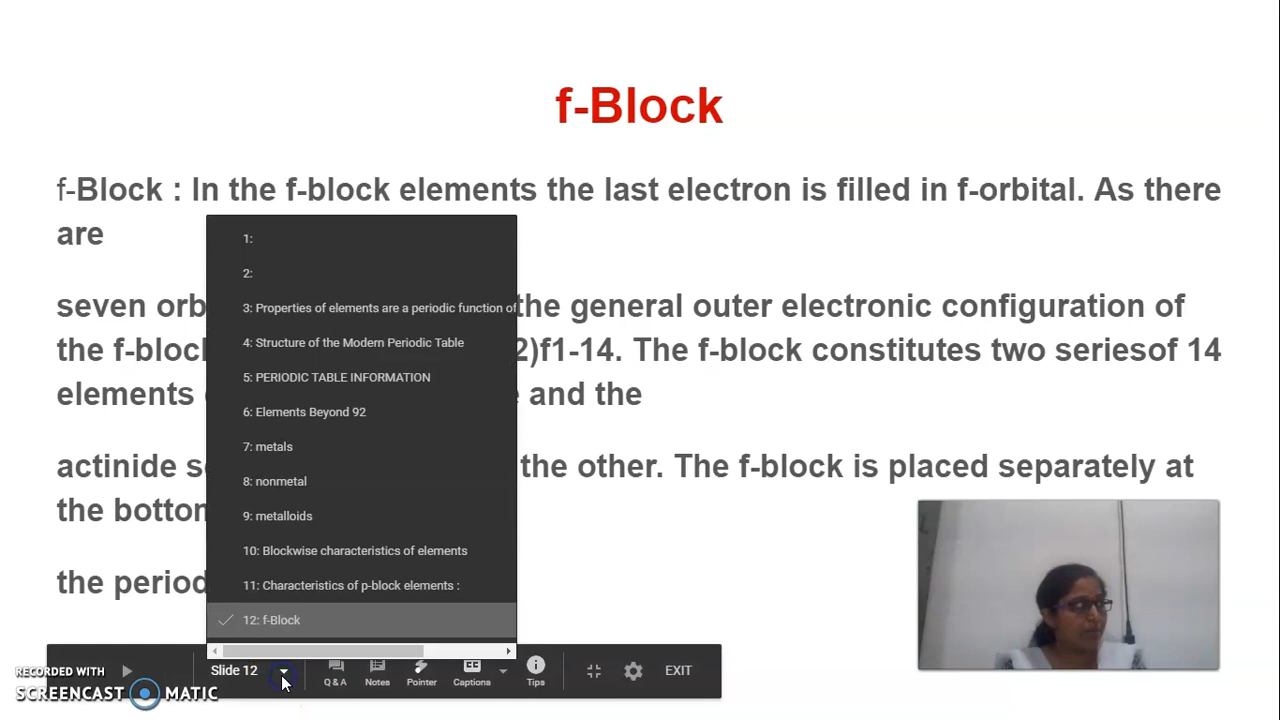 f-Block
f-Block : In the f-block elements the last electron is filled in f-orbital. As there
are
seven the general outer electronic configuration of
the 2)f1-14. The f-block constitutes two seriesof 14
elements and the
actinide the other. The f-block is placed separately at
the
the
1:
2:
3: Properties of elements are a periodic function of
4: Structure of the Modern Periodic Table
5: PERIODIC TABLE INFORMATION
6: Elements Beyond 92
7: metals
8: nonmetal
9: metalloids
10: Blockwise characteristics of elements
11: Characteristics of p-block elements :
12: f-Block
Slide 12
Q & A
Notes
Pointer
Captions
Tips
EXIT
RECORDED WITH
SCREENCAST MATIC